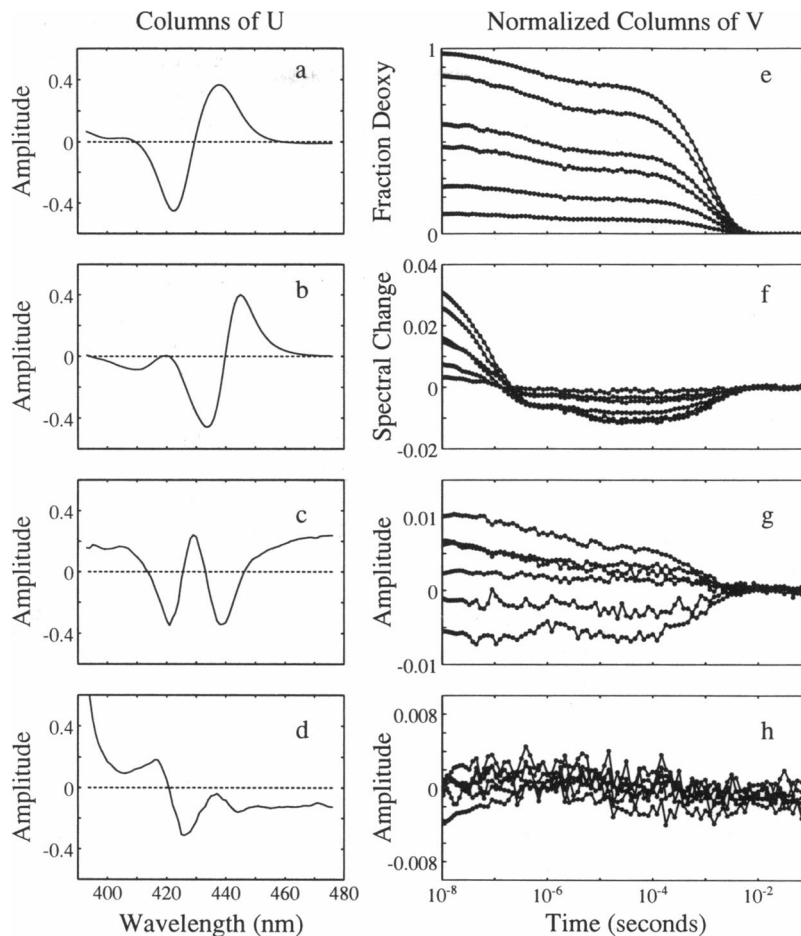 Columns of U
Normalized Columns of V
a
0.4
0
-0.4
Amplitude
e
1
0
Fraction Deoxy
b
0.4
0
-0.4
Amplitude
f
0.04
0.02
0
-0.02
Spectral Change
c
0.4
0
-0.4
Amplitude
g
0.01
0
-0.01
Amplitude
d
0.4
0
-0.4
Amplitude
400 420 440 460 480
Wavelength (nm)
h
0.008
0
-0.008
Amplitude
10-8 10-6 10-4 10-2
Time (seconds)